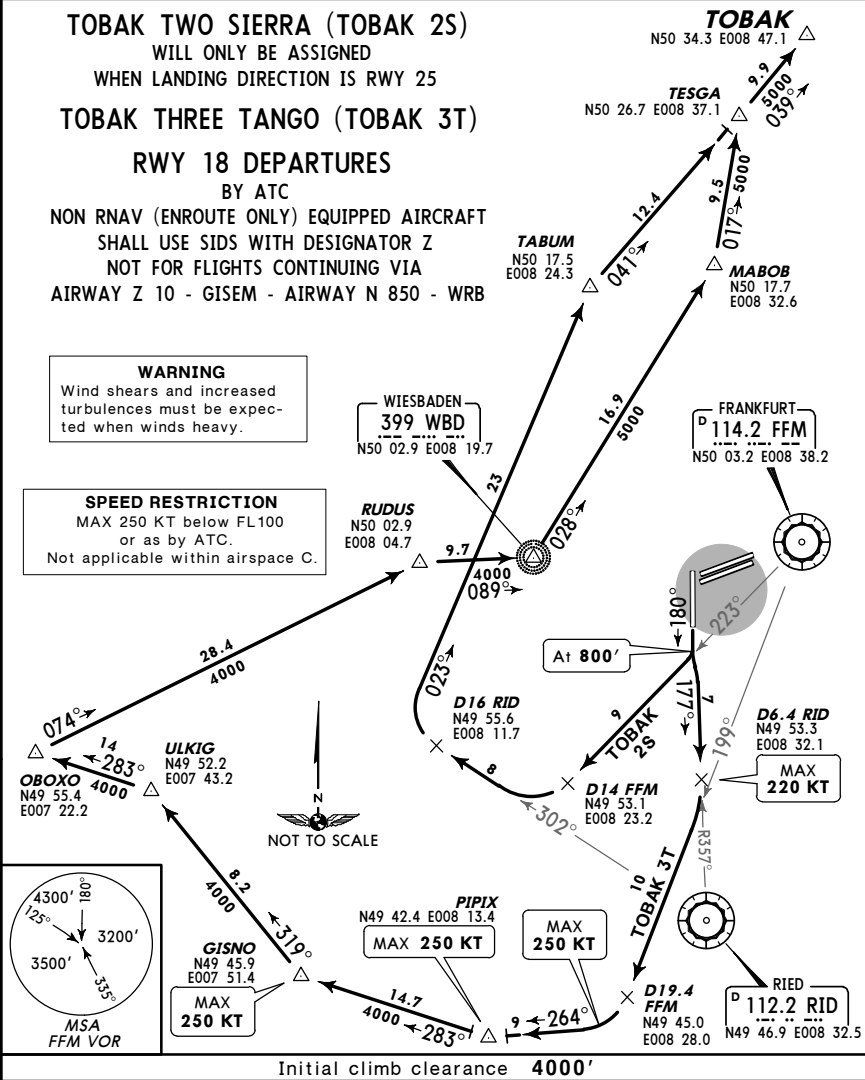 TOBAK TWO SIERRA (TOBAK 2S)
WILL ONLY BE ASSIGNED
WHEN LANDING DIRECTION IS RWY 25
TOBAK THREE TANGO (TOBAK 3T)
RWY 18 DEPARTURES
BY ATC
NON RNAV (ENROUTE ONLY) EQUIPPED AIRCRAFT
SHALL USE SIDS WITH DESIGNATOR Z
NOT FOR FLIGHTS CONTINUING VIA
AIRWAY Z 10 - GISEM - AIRWAY N 850 - WRB
TOBAK
N50 34.3 E008 47.1
9.9
5000
039°
TESGA
N50 26.7 E008 37.1
12.4
041°
9.5
5000
017°
TABUM
N50 17.5
E008 24.3
MABOB
N50 17.7
E008 32.6
WARNING
Wind shears and increased
turbulences must be expec-
ted when winds heavy.
WIESBADEN
399 WBD
N50 02.9 E008 19.7
16.9
5000
028°
FRANKFURT
D 114.2 FFM
N50 03.2 E008 38.2
SPEED RESTRICTION
MAX 250 KT below FL100
or as by ATC.
Not applicable within airspace C.
23
RUDUS
N50 02.9
E008 04.7
9.7
4000
089°
180°
223°
At 800'
28.4
4000
074°
023°
D16 RID
N49 55.6
E008 11.7
9
TOBAK
2S
7
177°
199°
D6.4 RID
N49 53.3
E008 32.1
MAX
220 KT
14
283°
4000
OBOXO
N49 55.4
E007 22.2
ULKIG
N49 52.2
E007 43.2
8
302°
D14 FFM
N49 53.1
E008 23.2
N
NOT TO SCALE
R357°
10
TOBAK 3T
8.2
4000
319°
PIPIX
N49 42.4 E008 13.4
MAX 250 KT
MAX
250 KT
GISNO
N49 45.9
E007 51.4
MAX
250 KT
14.7
4000
283°
9
264°
D19.4
FFM
N49 45.0
E008 28.0
RIED
D 112.2 RID
N49 46.9 E008 32.5
4300'
180°
125°
3200'
3500'
335°
MSA
FFM VOR
Initial climb clearance 4000'